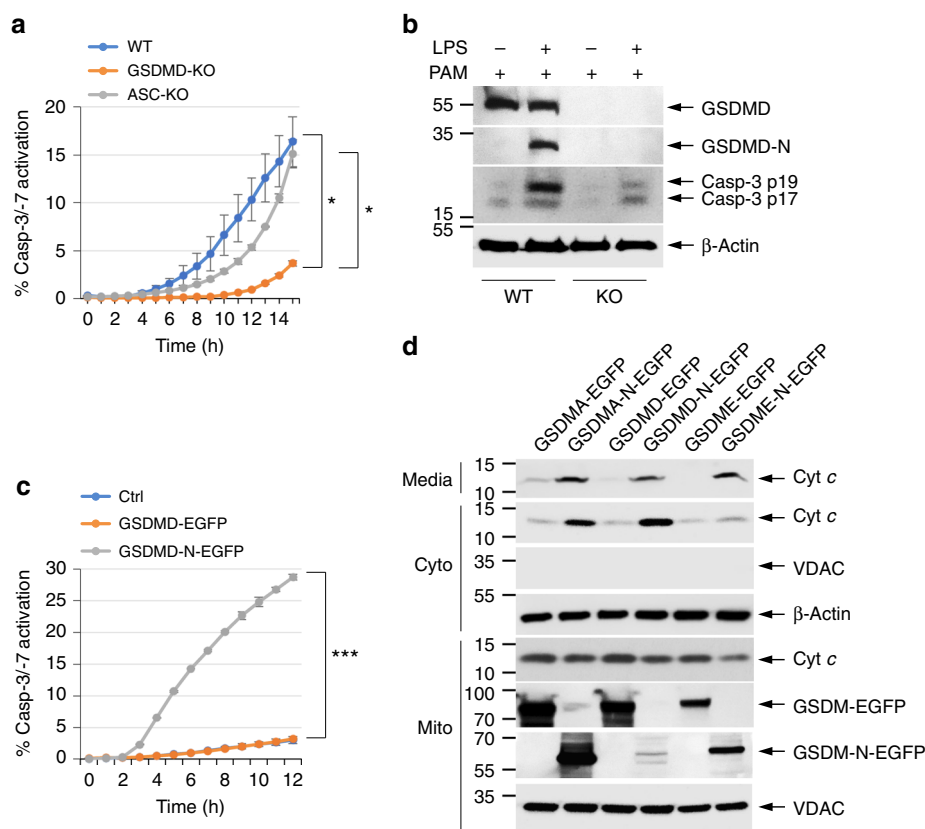 a
WT
GSDMD-KO
ASC-KO
% Casp-3/-7 activation
20
15
10
5
0
0 2 4 6 8 10 12 14
Time (h)
*
*
b
LPS – + – +
PAM + + + +
55
GSDMD
35
GSDMD-N
Casp-3 p19
Casp-3 p17
15
55
β-Actin
WT KO
c
Ctrl
GSDMD-EGFP
GSDMD-N-EGFP
% Casp-3/-7 activation
30
25
20
15
10
5
0
0 2 4 6 8 10 12
Time (h)
***
d
GSDMA-EGFP
GSDMA-N-EGFP
GSDMD-EGFP
GSDMD-N-EGFP
GSDME-EGFP
GSDME-N-EGFP
Media
15
10
Cyt c
Cyto
15
10
Cyt c
35
VDAC
55
β-Actin
Mito
15
10
Cyt c
100
70
GSDM-EGFP
70
55
GSDM-N-EGFP
35
VDAC